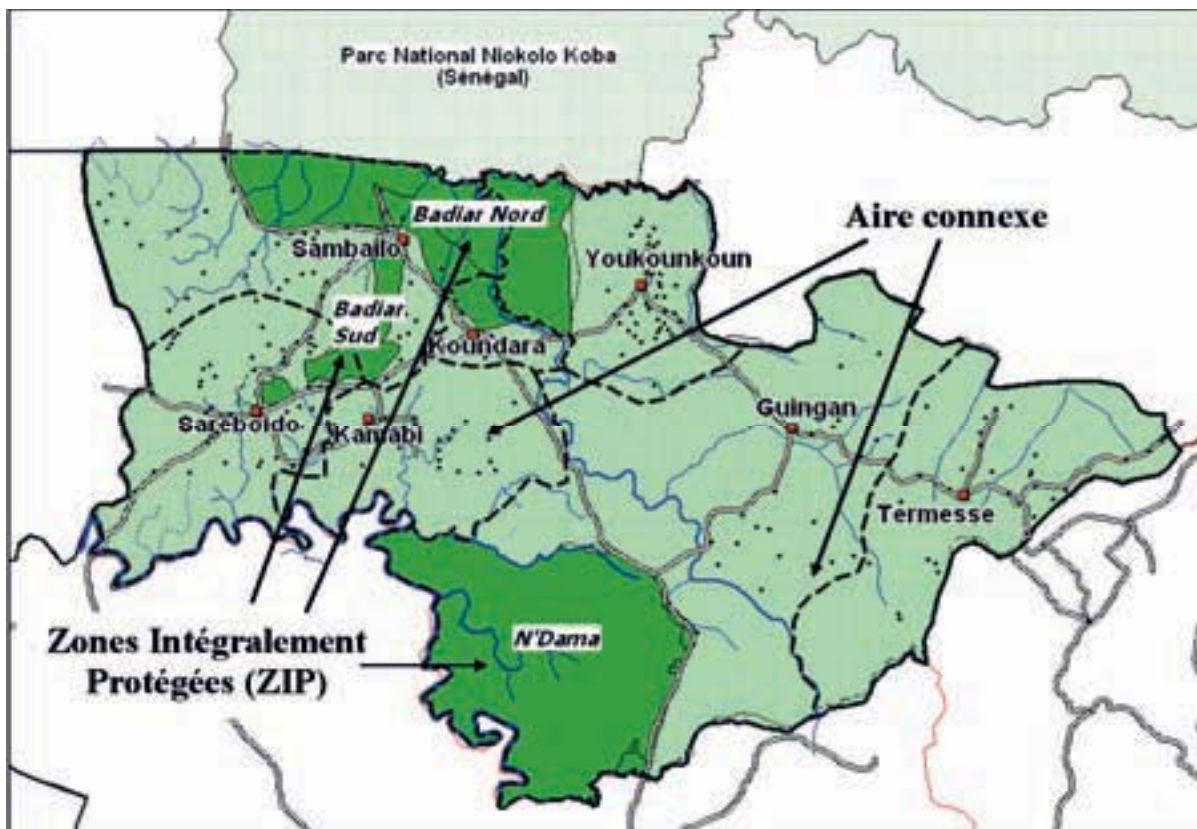 Parc National Niokolo Koba
(Sénégal)
Badiar Nord
Aire connexe
Sambailo
Youkounkoun
Badiar
Sud
Koundara
Guingan
Sareboido
Kamabi
Termesse
Zones Intégralement
Protégées (ZIP)
N'Dama